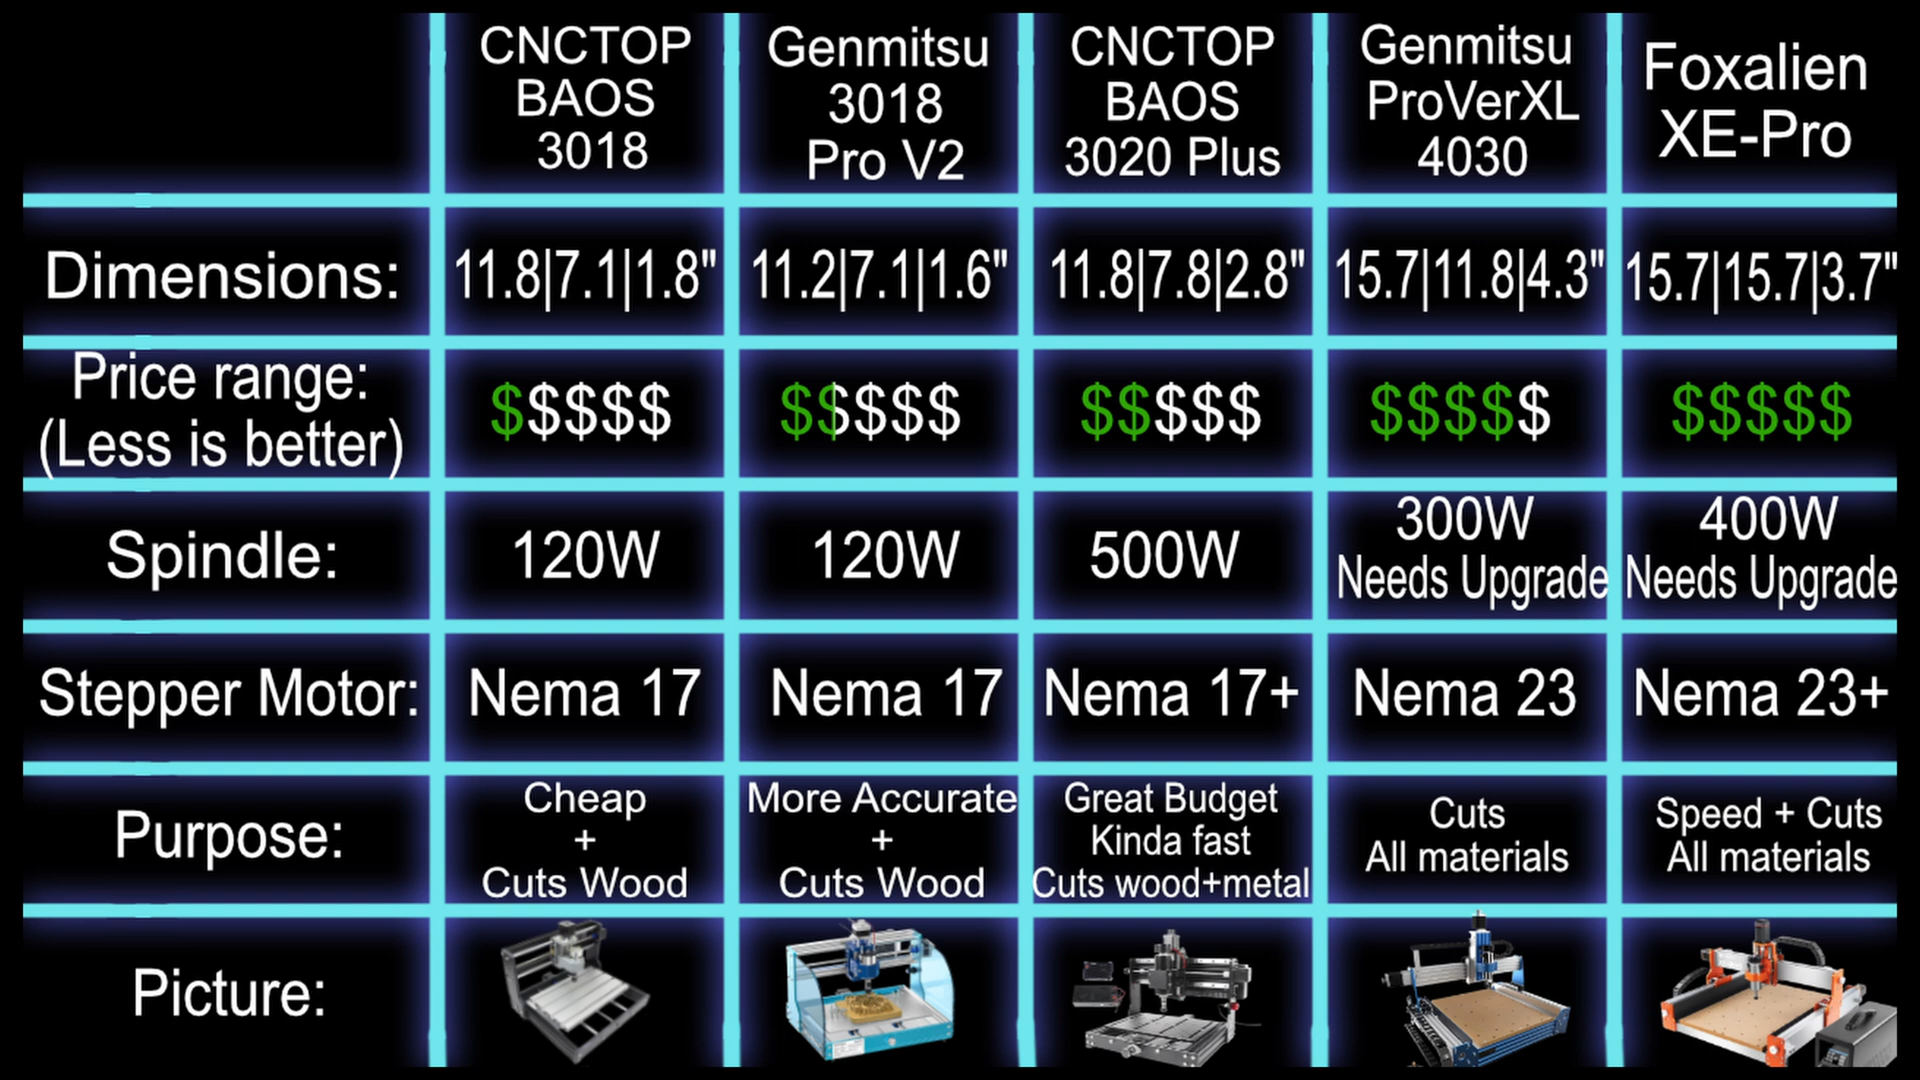 CNCTOP
BAOS
3018
Genmitsu
3018
Pro V2
CNCTOP
BAOS
3020 Plus
Genmitsu
ProVerXL
4030
Foxalien
XE-Pro
Dimensions:
11.8|7.1|1.8"
11.2|7.1|1.6"
11.8|7.8|2.8"
15.7|11.8|4.3"
15.7|15.7|3.7"
Price range:
(Less is better)
$$$$$
$$$$$
$$$$$
$$$$$
$$$$$
Spindle:
120W
120W
500W
300W
Needs Upgrade
400W
Needs Upgrade
Stepper Motor:
Nema 17
Nema 17
Nema 17+
Nema 23
Nema 23+
Purpose:
Cheap
+
Cuts Wood
More Accurate
+
Cuts Wood
Great Budget
Kinda fast
Cuts wood+metal
Cuts
All materials
Speed + Cuts
All materials
Picture: